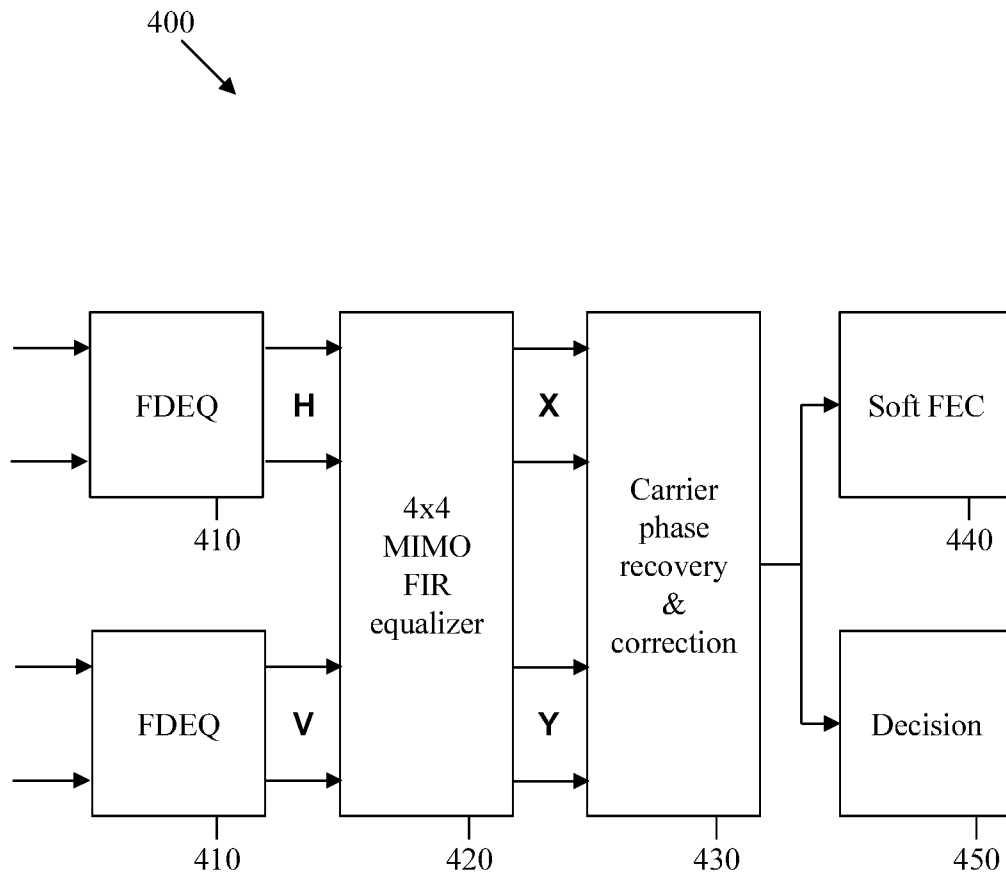 400
FDEQ
H
410
4x4
MIMO
FIR
equalizer
X
Carrier
phase
recovery
&
correction
Soft FEC
440
FDEQ
V
410
420
Y
430
Decision
450